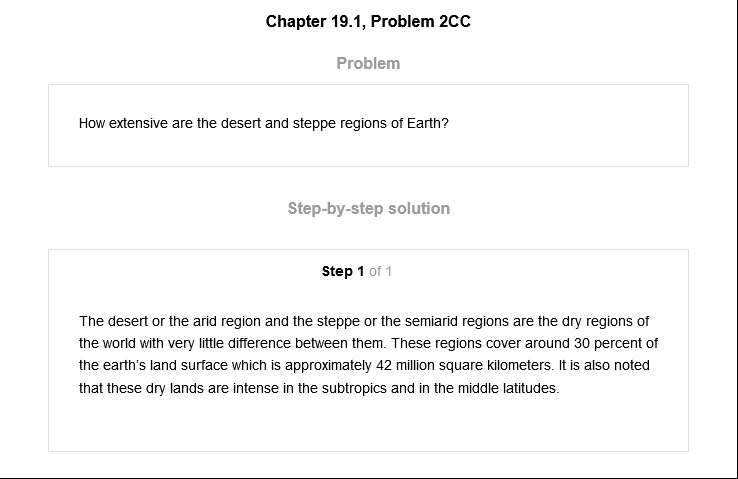 Chapter 19.1, Problem 2CC
Problem
How extensive are the desert and steppe regions of Earth?
Step-by-step solution
Step 1 of 1
The desert or the arid region and the steppe or the semiarid regions are the dry regions of
the world with very little difference between them. These regions cover around 30 percent of
the earth's land surface which is approximately 42 million square kilometers. It is also noted
that these dry lands are intense in the subtropics and in the middle latitudes.